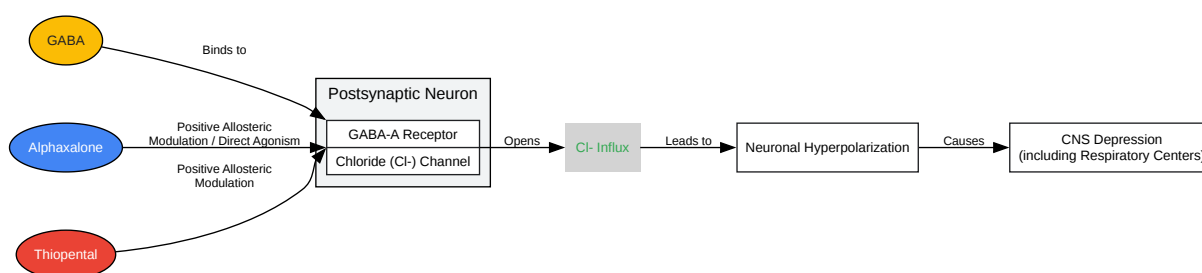 GABA
Binds to
Postsynaptic Neuron
Positive Allosteric
Modulation / Direct Agonism
GABA-A Receptor
Alphaxalone
Chloride (Cl-) Channel
Opens
Cl- Influx
Leads to
Neuronal Hyperpolarization
Causes
CNS Depression
(including Respiratory Centers)
Positive Allosteric
Modulation
Thiopental